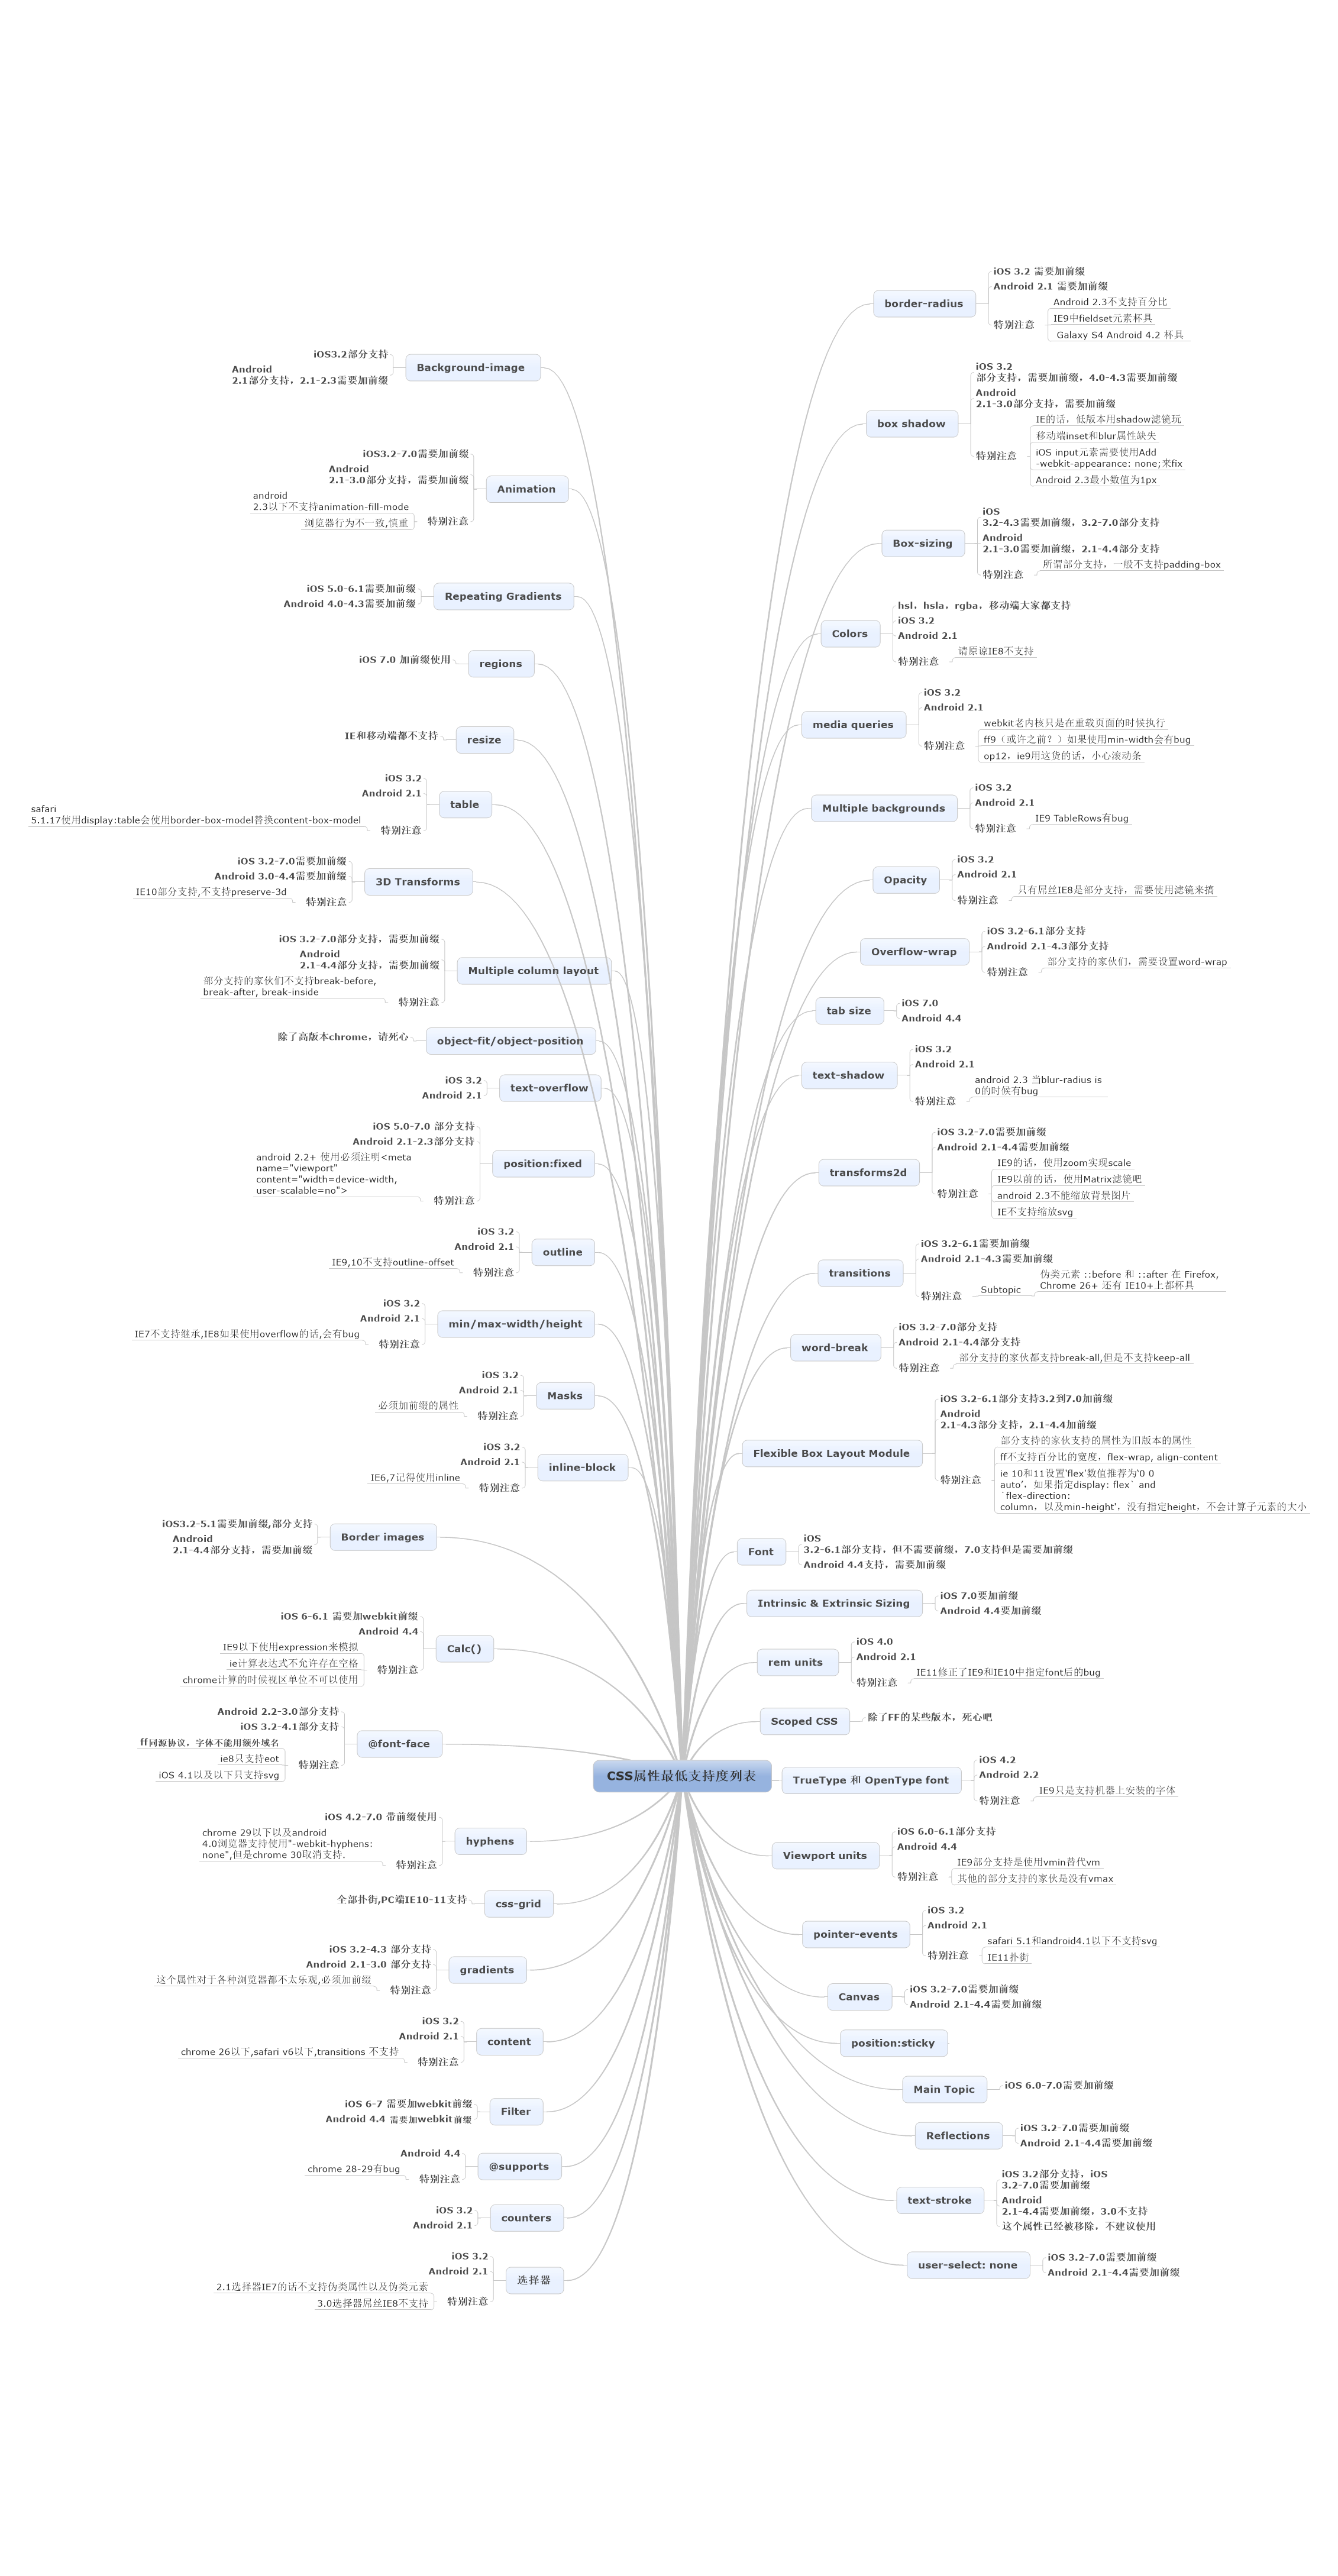 CSS属性最低支持度列表
border-radius
iOS 3.2 需要加前缀
Android 2.1 需要加前缀
特别注意
Android 2.3不支持百分比
IE9中fieldset元素杯具
Galaxy S4 Android 4.2 杯具
box shadow
iOS 3.2
部分支持，需要加前缀，4.0-4.3需要加前缀
Android
2.1-3.0部分支持，需要加前缀
特别注意
IE的话，低版本用shadow滤镜玩
移动端inset和blur属性缺失
iOS input元素需要使用Add
-webkit-appearance: none;来fix
Android 2.3最小数值为1px
Box-sizing
iOS
3.2-4.3需要加前缀，3.2-7.0部分支持
Android
2.1-3.0需要加前缀，2.1-4.4部分支持
特别注意
所谓部分支持，一般不支持padding-box
Colors
hsl，hsla，rgba，移动端大家都支持
iOS 3.2
Android 2.1
特别注意
请原谅IE8不支持
media queries
iOS 3.2
Android 2.1
特别注意
webkit老内核只是在重载页面的时候执行
ff9（或许之前？）如果使用min-width会有bug
op12，ie9用这货的话，小心滚动条
Multiple backgrounds
iOS 3.2
Android 2.1
特别注意
IE9 TableRows有bug
Opacity
iOS 3.2
Android 2.1
特别注意
只有屌丝IE8是部分支持，需要使用滤镜来搞
Overflow-wrap
iOS 3.2-6.1部分支持
Android 2.1-4.3部分支持
特别注意
部分支持的家伙们，需要设置word-wrap
tab size
iOS 7.0
Android 4.4
text-shadow
iOS 3.2
Android 2.1
特别注意
android 2.3 当blur-radius is
0的时候有bug
transforms2d
iOS 3.2-7.0需要加前缀
Android 2.1-4.4需要加前缀
特别注意
IE9的话，使用zoom实现scale
IE9以前的话，使用Matrix滤镜吧
android 2.3不能缩放背景图片
IE不支持缩放svg
transitions
iOS 3.2-6.1需要加前缀
Android 2.1-4.3需要加前缀
特别注意
Subtopic
伪类元素 ::before 和 ::after 在 Firefox,
Chrome 26+ 还有 IE10+上都杯具
word-break
iOS 3.2-7.0部分支持
Android 2.1-4.4部分支持
特别注意
部分支持的家伙都支持break-all,但是不支持keep-all
Flexible Box Layout Module
iOS 3.2-6.1部分支持3.2到7.0加前缀
Android
2.1-4.3部分支持，2.1-4.4加前缀
特别注意
部分支持的家伙支持的属性为旧版本的属性
ff不支持百分比的宽度，flex-wrap, align-content
ie 10和11设置'flex'数值推荐为‘0 0
auto’，如果指定display: flex` and
`flex-direction:
column，以及min-height'，没有指定height，不会计算子元素的大小
Font
iOS
3.2-6.1部分支持，但不需要前缀，7.0支持但是需要加前缀
Android 4.4支持，需要加前缀
Intrinsic & Extrinsic Sizing
iOS 7.0要加前缀
Android 4.4要加前缀
rem units
iOS 4.0
Android 2.1
特别注意
IE11修正了IE9和IE10中指定font后的bug
Scoped CSS
除了FF的某些版本，死心吧
TrueType 和 OpenType font
iOS 4.2
Android 2.2
特别注意
IE9只是支持机器上安装的字体
Viewport units
iOS 6.0-6.1部分支持
Android 4.4
特别注意
IE9部分支持是使用vmin替代vm
其他的部分支持的家伙是没有vmax
pointer-events
iOS 3.2
Android 2.1
特别注意
safari 5.1和android4.1以下不支持svg
IE11扑街
Canvas
iOS 3.2-7.0需要加前缀
Android 2.1-4.4需要加前缀
position:sticky
Main Topic
iOS 6.0-7.0需要加前缀
Reflections
iOS 3.2-7.0需要加前缀
Android 2.1-4.4需要加前缀
text-stroke
iOS 3.2部分支持，iOS
3.2-7.0需要加前缀
Android
2.1-4.4需要加前缀，3.0不支持
这个属性已经被移除，不建议使用
user-select: none
iOS 3.2-7.0需要加前缀
Android 2.1-4.4需要加前缀
Background-image
iOS3.2部分支持
Android
2.1部分支持，2.1-2.3需要加前缀
Animation
iOS3.2-7.0需要加前缀
Android
2.1-3.0部分支持，需要加前缀
特别注意
android
2.3以下不支持animation-fill-mode
浏览器行为不一致,慎重
Repeating Gradients
iOS 5.0-6.1需要加前缀
Android 4.0-4.3需要加前缀
regions
iOS 7.0 加前缀使用
resize
IE和移动端都不支持
table
iOS 3.2
Android 2.1
特别注意
safari
5.1.17使用display:table会使用border-box-model替换content-box-model
3D Transforms
iOS 3.2-7.0需要加前缀
Android 3.0-4.4需要加前缀
特别注意
IE10部分支持,不支持preserve-3d
Multiple column layout
iOS 3.2-7.0部分支持，需要加前缀
Android
2.1-4.4部分支持，需要加前缀
特别注意
部分支持的家伙们不支持break-before,
break-after, break-inside
object-fit/object-position
除了高版本chrome，请死心
text-overflow
iOS 3.2
Android 2.1
position:fixed
iOS 5.0-7.0 部分支持
Android 2.1-2.3部分支持
特别注意
android 2.2+ 使用必须注明<meta
name="viewport"
content="width=device-width,
user-scalable=no">
outline
iOS 3.2
Android 2.1
特别注意
IE9,10不支持outline-offset
min/max-width/height
iOS 3.2
Android 2.1
特别注意
IE7不支持继承,IE8如果使用overflow的话,会有bug
Masks
iOS 3.2
Android 2.1
特别注意
必须加前缀的属性
inline-block
iOS 3.2
Android 2.1
特别注意
IE6,7记得使用inline
Border images
iOS3.2-5.1需要加前缀,部分支持
Android
2.1-4.4部分支持，需要加前缀
Calc()
iOS 6-6.1 需要加webkit前缀
Android 4.4
特别注意
IE9以下使用expression来模拟
ie计算表达式不允许存在空格
chrome计算的时候视区单位不可以使用
@font-face
Android 2.2-3.0部分支持
iOS 3.2-4.1部分支持
特别注意
ff同源协议，字体不能用额外域名
ie8只支持eot
iOS 4.1以及以下只支持svg
hyphens
iOS 4.2-7.0 带前缀使用
特别注意
chrome 29以下以及android
4.0浏览器支持使用"-webkit-hyphens:
none",但是chrome 30取消支持.
css-grid
全部扑街,PC端IE10-11支持
gradients
iOS 3.2-4.3 部分支持
Android 2.1-3.0 部分支持
特别注意
这个属性对于各种浏览器都不太乐观,必须加前缀
content
iOS 3.2
Android 2.1
特别注意
chrome 26以下,safari v6以下,transitions 不支持
Filter
iOS 6-7 需要加webkit前缀
Android 4.4 需要加webkit前缀
@supports
Android 4.4
特别注意
chrome 28-29有bug
counters
iOS 3.2
Android 2.1
选择器
iOS 3.2
Android 2.1
特别注意
2.1选择器IE7的话不支持伪类属性以及伪类元素
3.0选择器屌丝IE8不支持